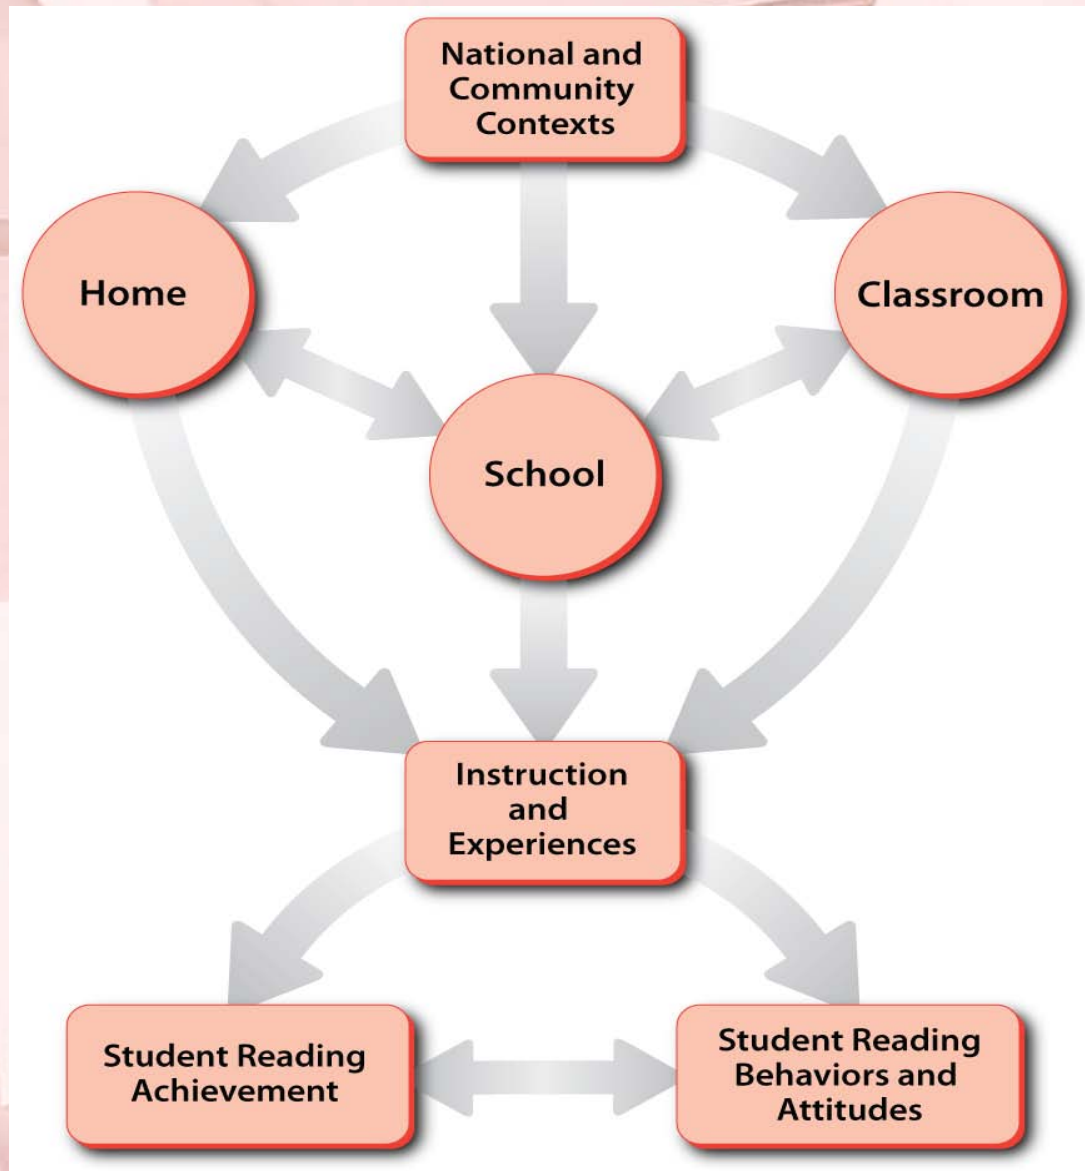 National and
Community
Contexts
Home
Classroom
School
Instruction
and
Experiences
Student Reading
Achievement
Student Reading
Behaviors and
Attitudes